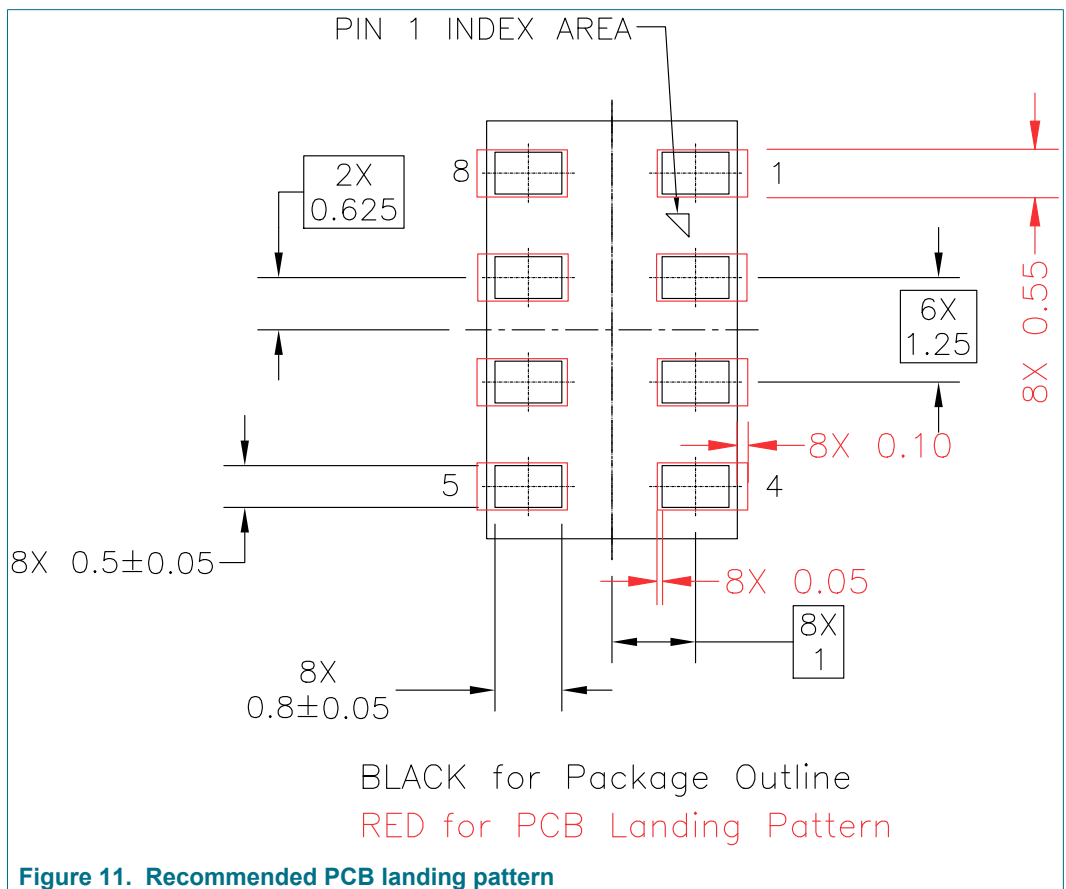 PIN 1 INDEX AREA
8
1
2X
0.625
8X 0.55
6X
1.25
8X 0.10
5
4
8X 0.5±0.05
8X 0.05
8X
1
8X
0.8±0.05
BLACK for Package Outline
RED for PCB Landing Pattern
Figure 11. Recommended PCB landing pattern